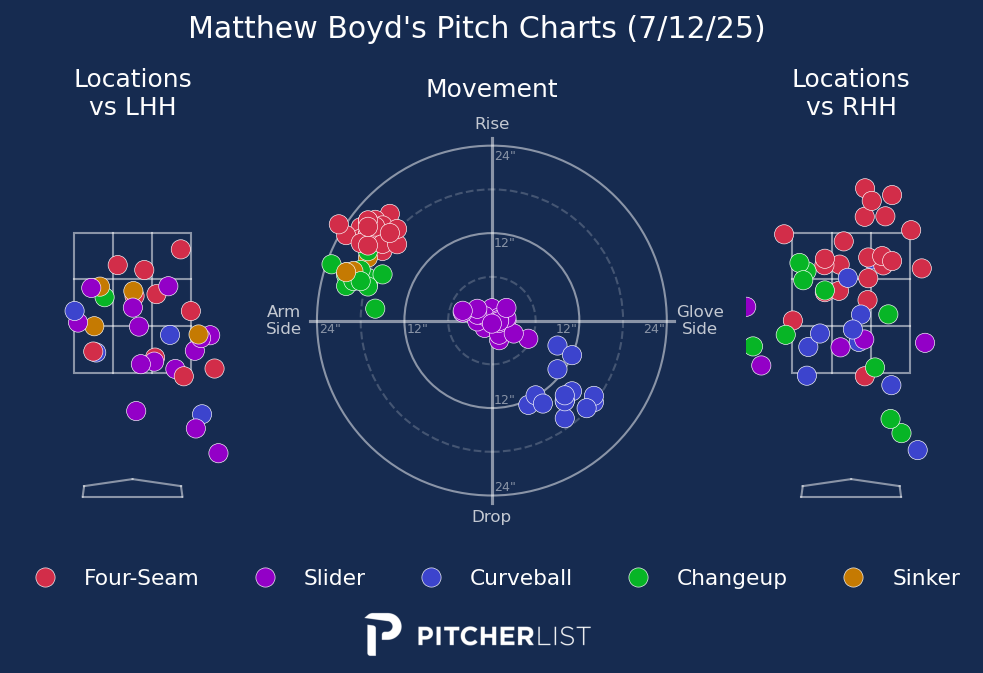 Matthew Boyd's Pitch Charts (7/12/25)
Locations
vs LHH
Movement
Locations
vs RHH
Rise
24"
12"
Arm
Side
24"
12"
12"
24"
Glove
Side
12"
24"
Drop
Four-Seam
Slider
Curveball
Changeup
Sinker
PITCHERLIST